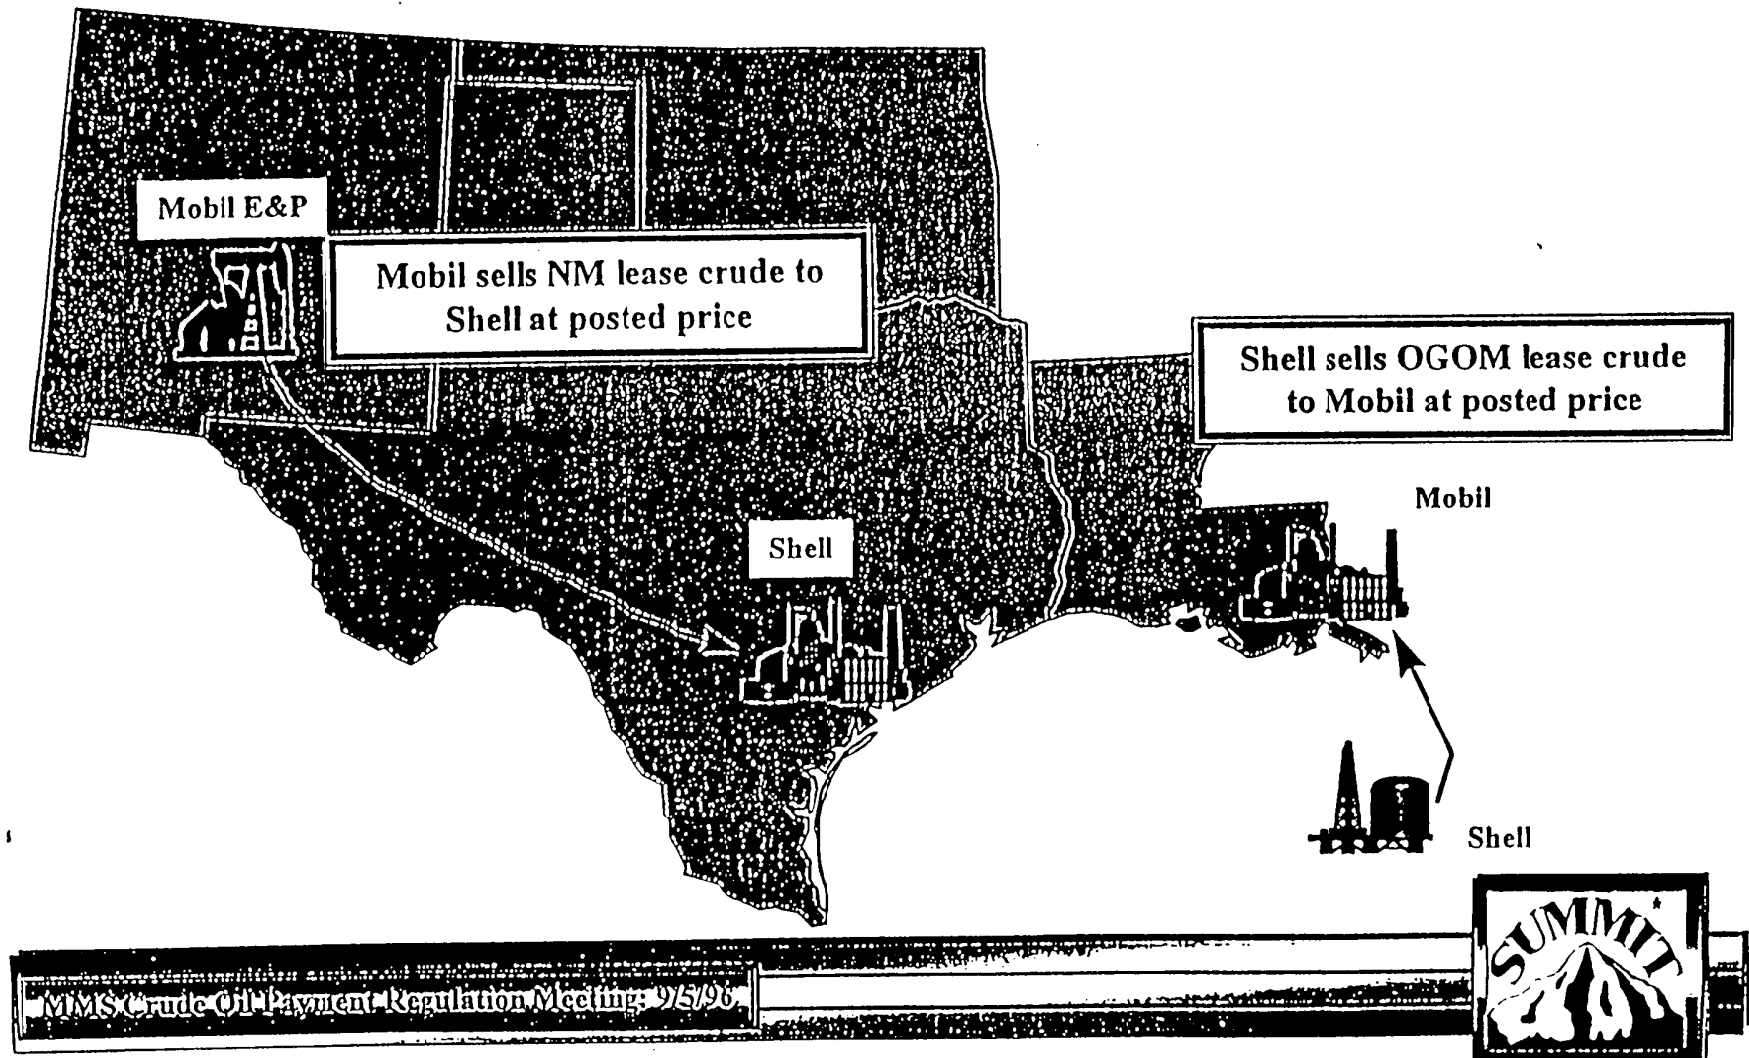 Mobil E&P
Mobil sells NM lease crude to
Shell at posted price
Shell sells OGOM lease crude
to Mobil at posted price
Mobil
Shell
Shell
MMS Crude Oil Payment Regulation Meeting: 9/5/96
SUMMIT